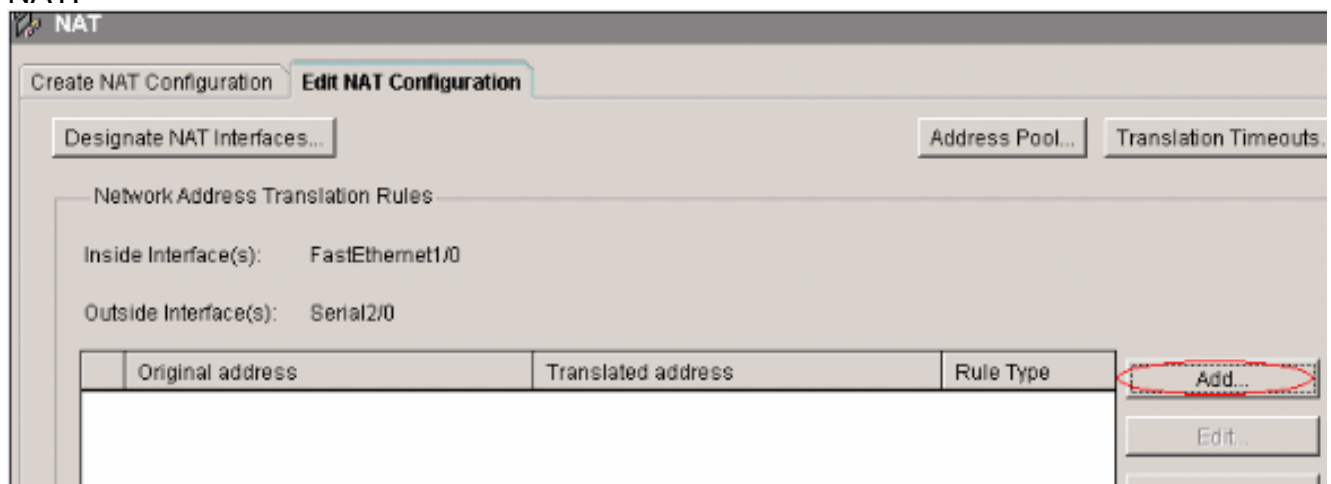 NAT
Create NAT Configuration Edit NAT Configuration
Designate NAT Interfaces... Address Pool... Translation Timeouts.
Network Address Translation Rules
Inside Interface(s): FastEthernet1/0
Outside Interface(s): Serial2/0
Original address Translated address Rule Type Add...
Edit...